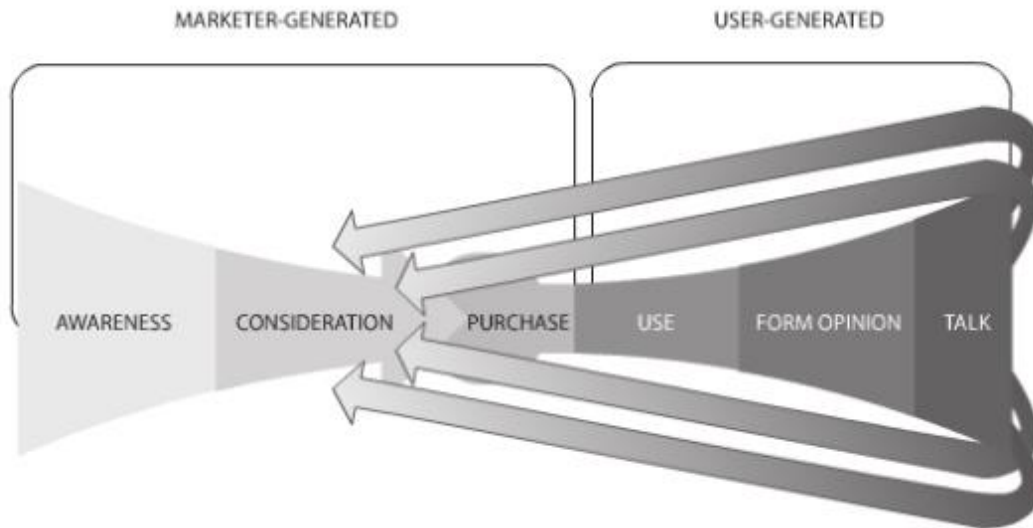 MARKETER-GENERATED
USER-GENERATED
AWARENESS
CONSIDERATION
PURCHASE
USE
FORM OPINION
TALK